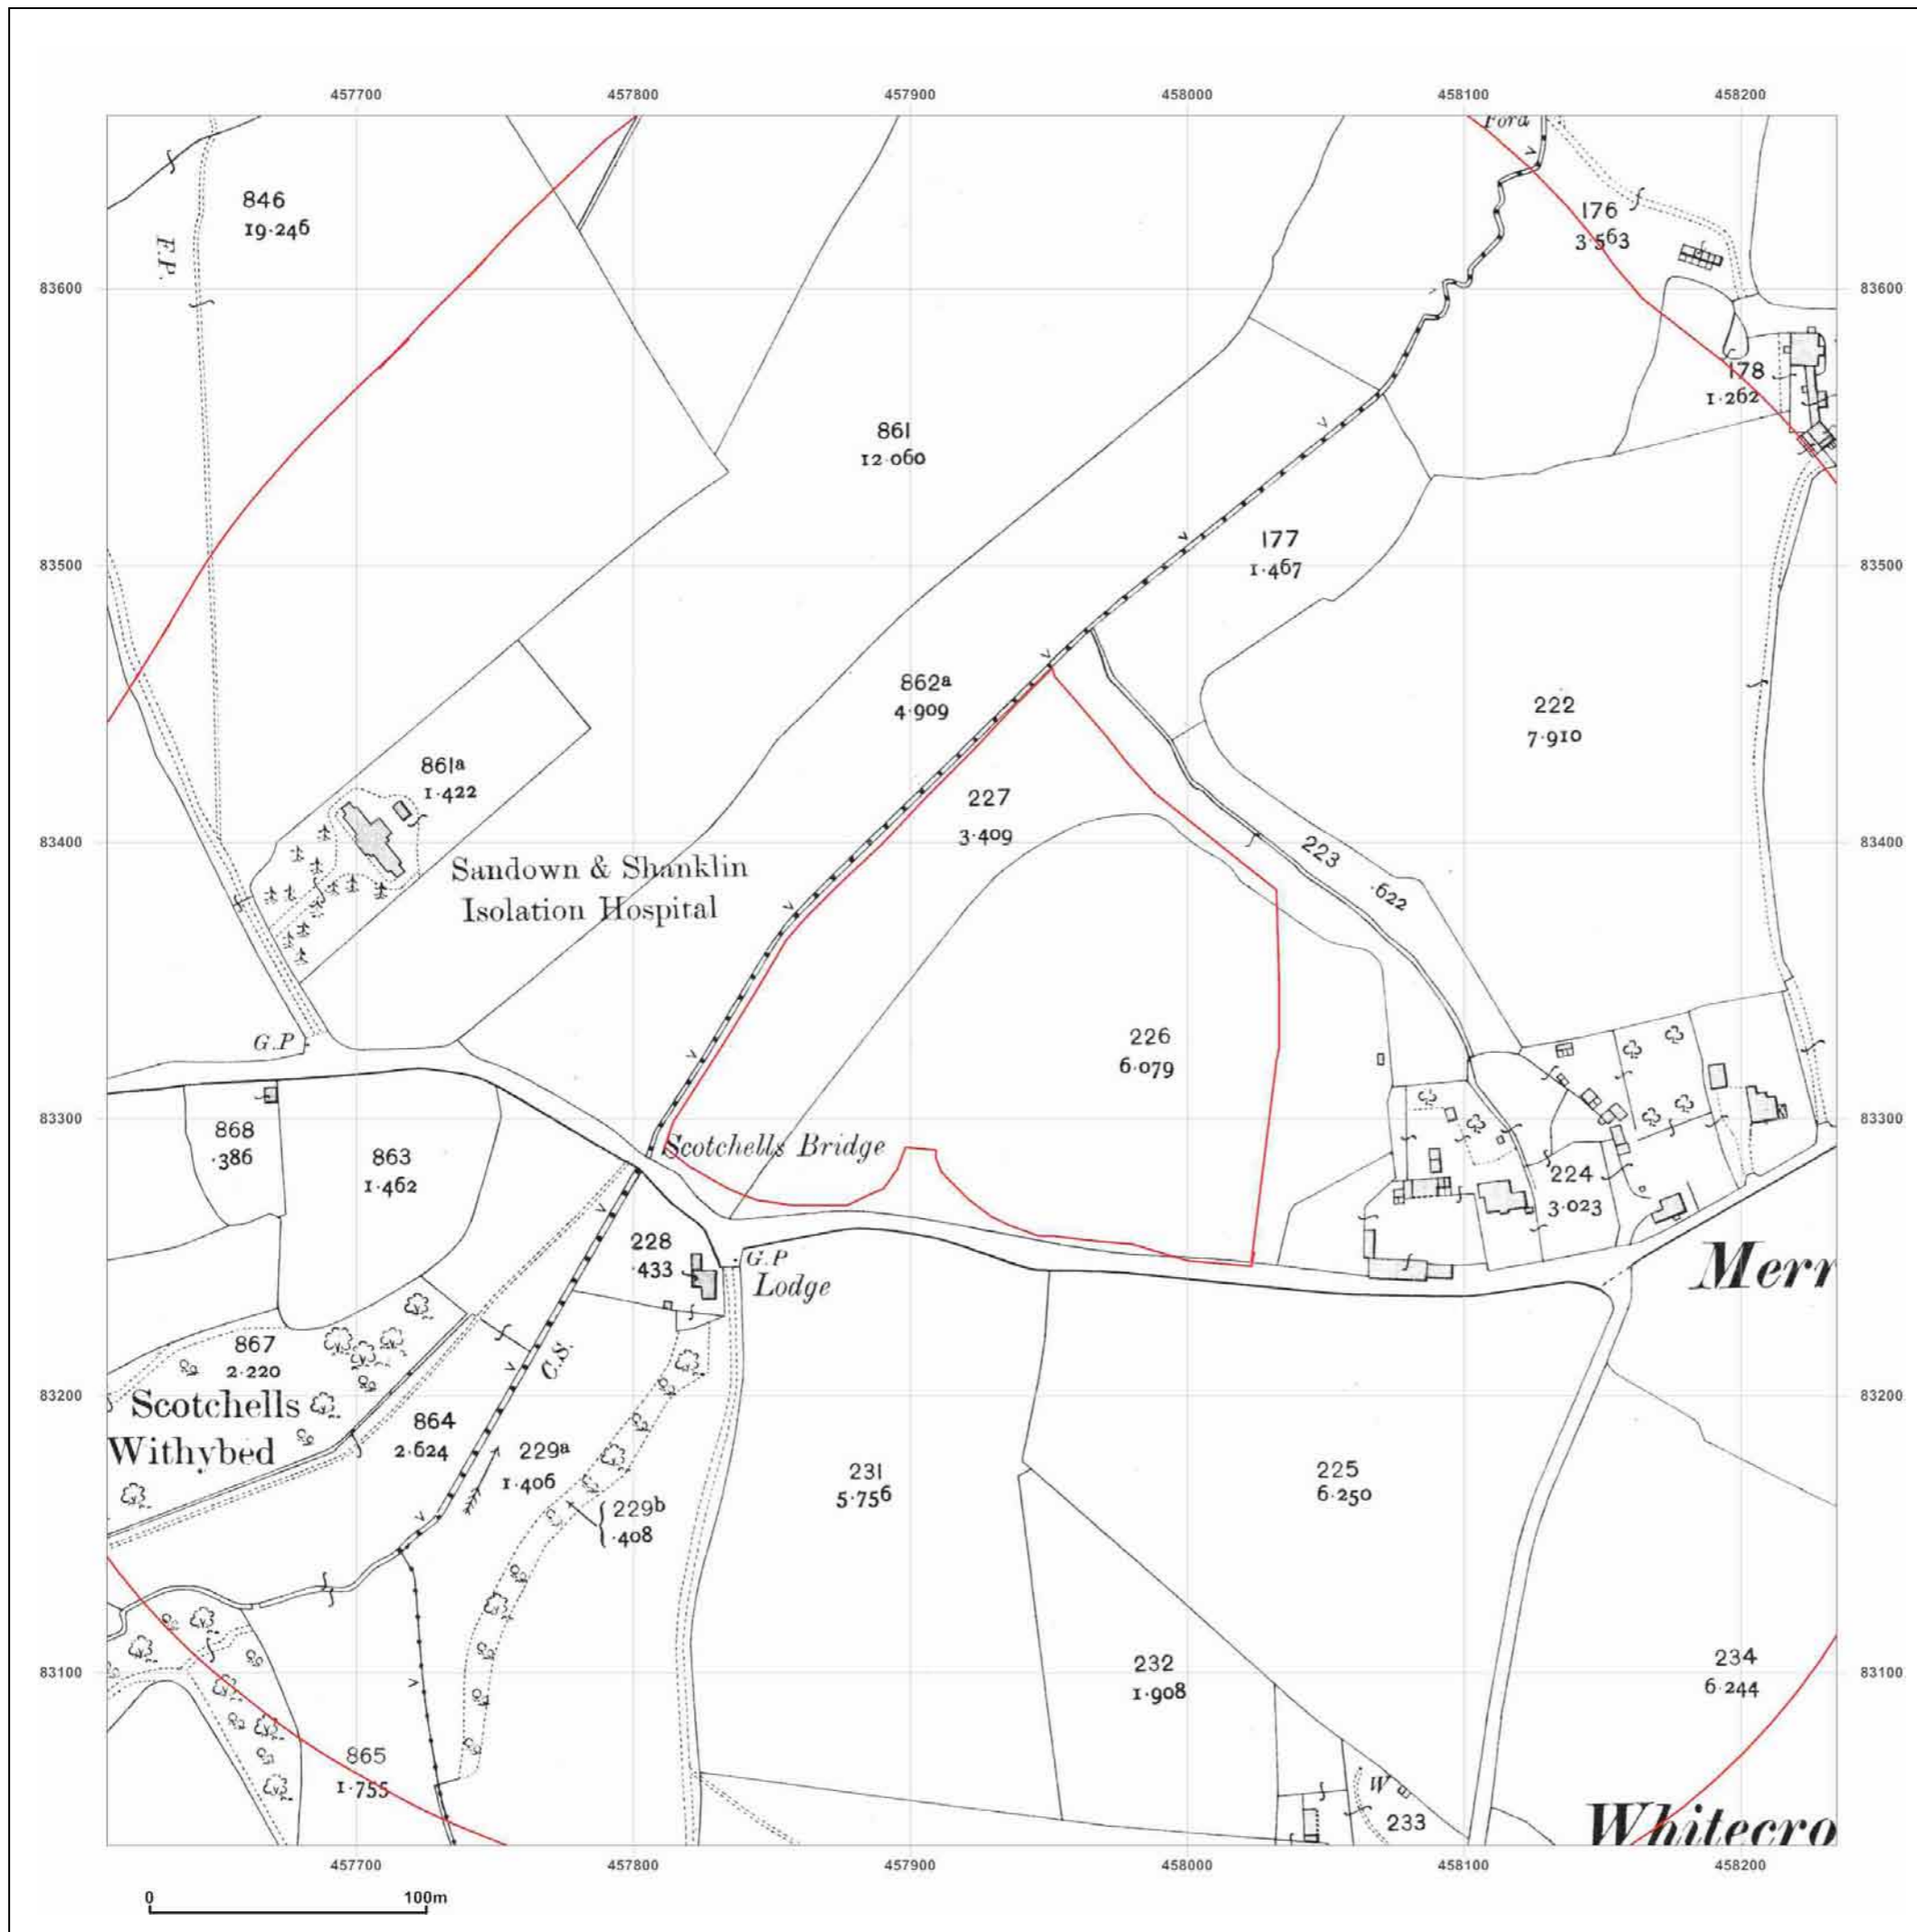 457700 457800 457900 458000 458100 458200
Ford
846
19·246
176
3·563
F.P.
83600 83600
178
1·262
861
12·060
177
1·467
83500 83500
862a
4·909
222
7·910
861a
1·422
227
3·409
83400 83400
223
·622
Sandown & Shanklin
Isolation Hospital
G.P
226
6·079
83300 83300
868
·386
863
1·462
Scotchells Bridge
224
3·023
228
·433
G.P
Lodge
Merr
867
2·220
C.S.
83200 83200
Scotchells
Withybed
864
2·624
229a
1·406
229b
·408
231
5·756
225
6·250
232
1·908
234
6·244
83100 83100
865
1·755
W
233
Whitecro
457700 457800 457900 458000 458100 458200
0 100m